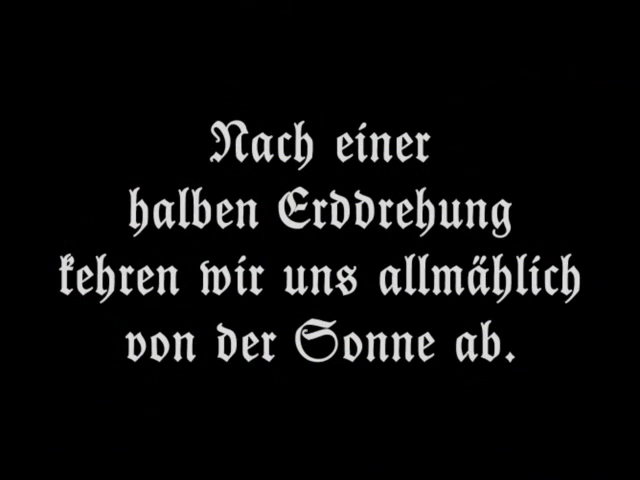 Nach einer
halben Erddrehung
kehren wir uns allmählich
von der Sonne ab.